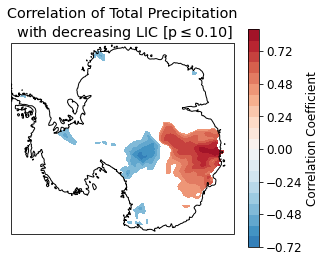 Correlation of Total Precipitation
with decreasing LIC [p ≤ 0.10]
0.72
0.48
0.24
0.00
−0.24
−0.48
−0.72
Correlation Coefficient